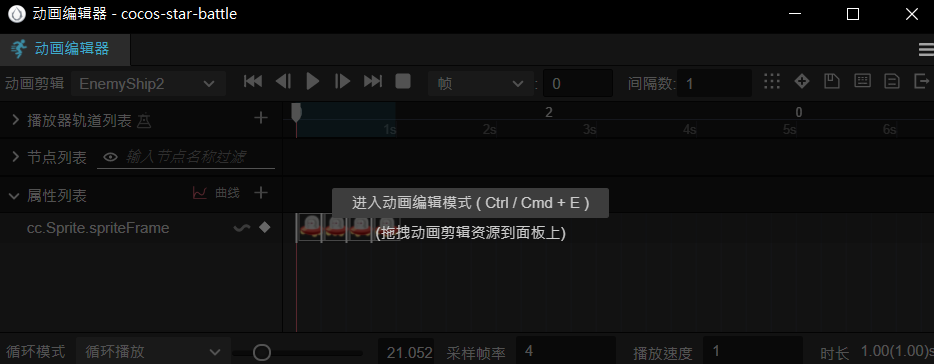 动画编辑器 - cocos-star-battle
动画编辑器
动画剪辑 EnemyShip2 帧 : 0 间隔数: 1
播放器轨道列表 2 0
1s 2s 3s 4s 5s 6s
节点列表 输入节点名称过滤
属性列表 曲线
进入动画编辑模式 ( Ctrl / Cmd + E )
cc.Sprite.spriteFrame
(拖拽动画剪辑资源到面板上)
循环模式 循环播放 21.052 采样帧率 4 播放速度 1 时长 1.00(1.00)s